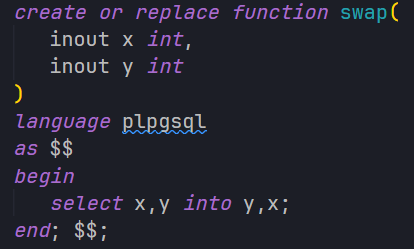 create or replace function swap(
inout x int,
inout y int
)
language plpgsql
as $$
begin
select x,y into y,x;
end; $$;